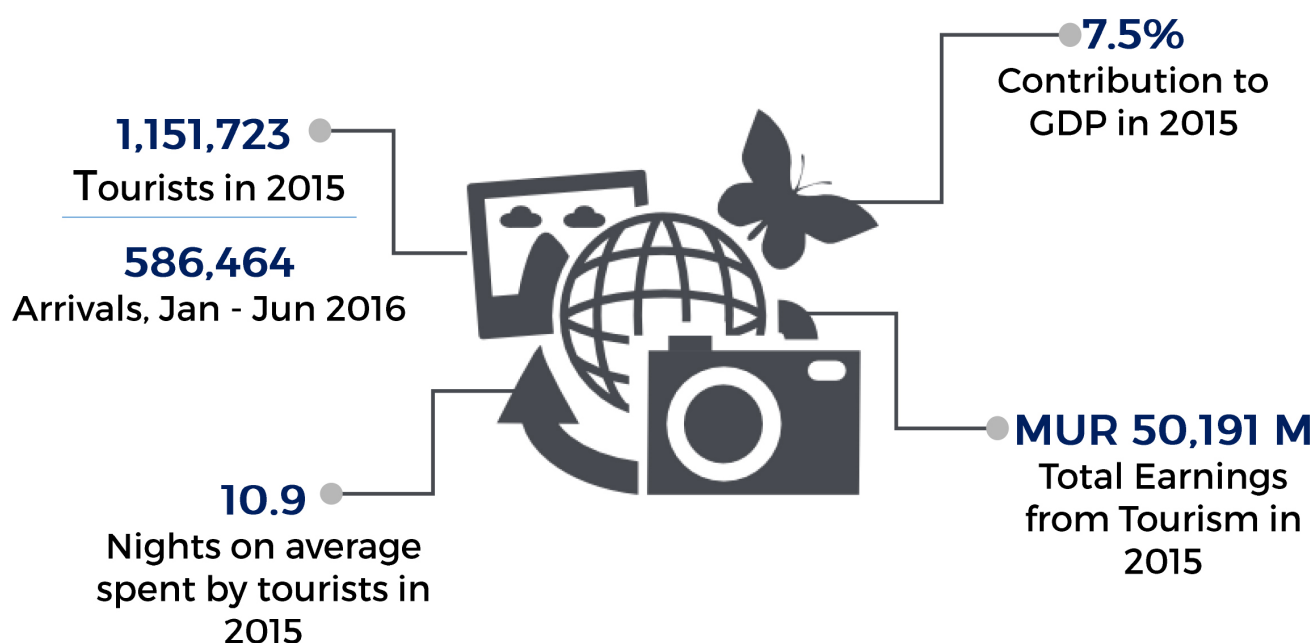 1,151,723
Tourists in 2015
586,464
Arrivals, Jan - Jun 2016
10.9
Nights on average
spent by tourists in
2015
7.5%
Contribution to
GDP in 2015
MUR 50,191 M
Total Earnings
from Tourism in
2015